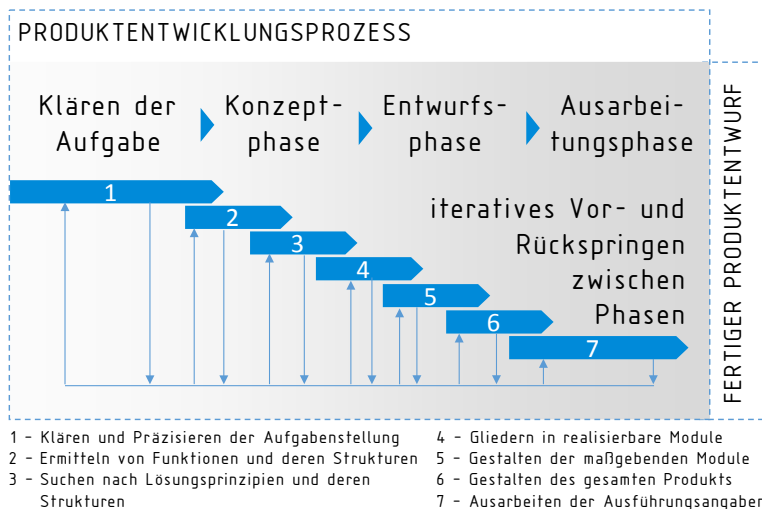 PRODUKTENTWICKLUNGSPROZESS
Klären der
Aufgabe
Konzept-
phase
Entwurfs-
phase
Ausarbei-
tungsphase
1
2
3
4
5
6
7
iteratives Vor- und
Rückspringen
zwischen
Phasen
FERTIGER PRODUKTENTWURF
1 - Klären und Präzisieren der Aufgabenstellung
2 - Ermitteln von Funktionen und deren Strukturen
3 - Suchen nach Lösungsprinzipien und deren
Strukturen
4 - Gliedern in realisierbare Module
5 - Gestalten der maßgebenden Module
6 - Gestalten des gesamten Produkts
7 - Ausarbeiten der Ausführungsangaben